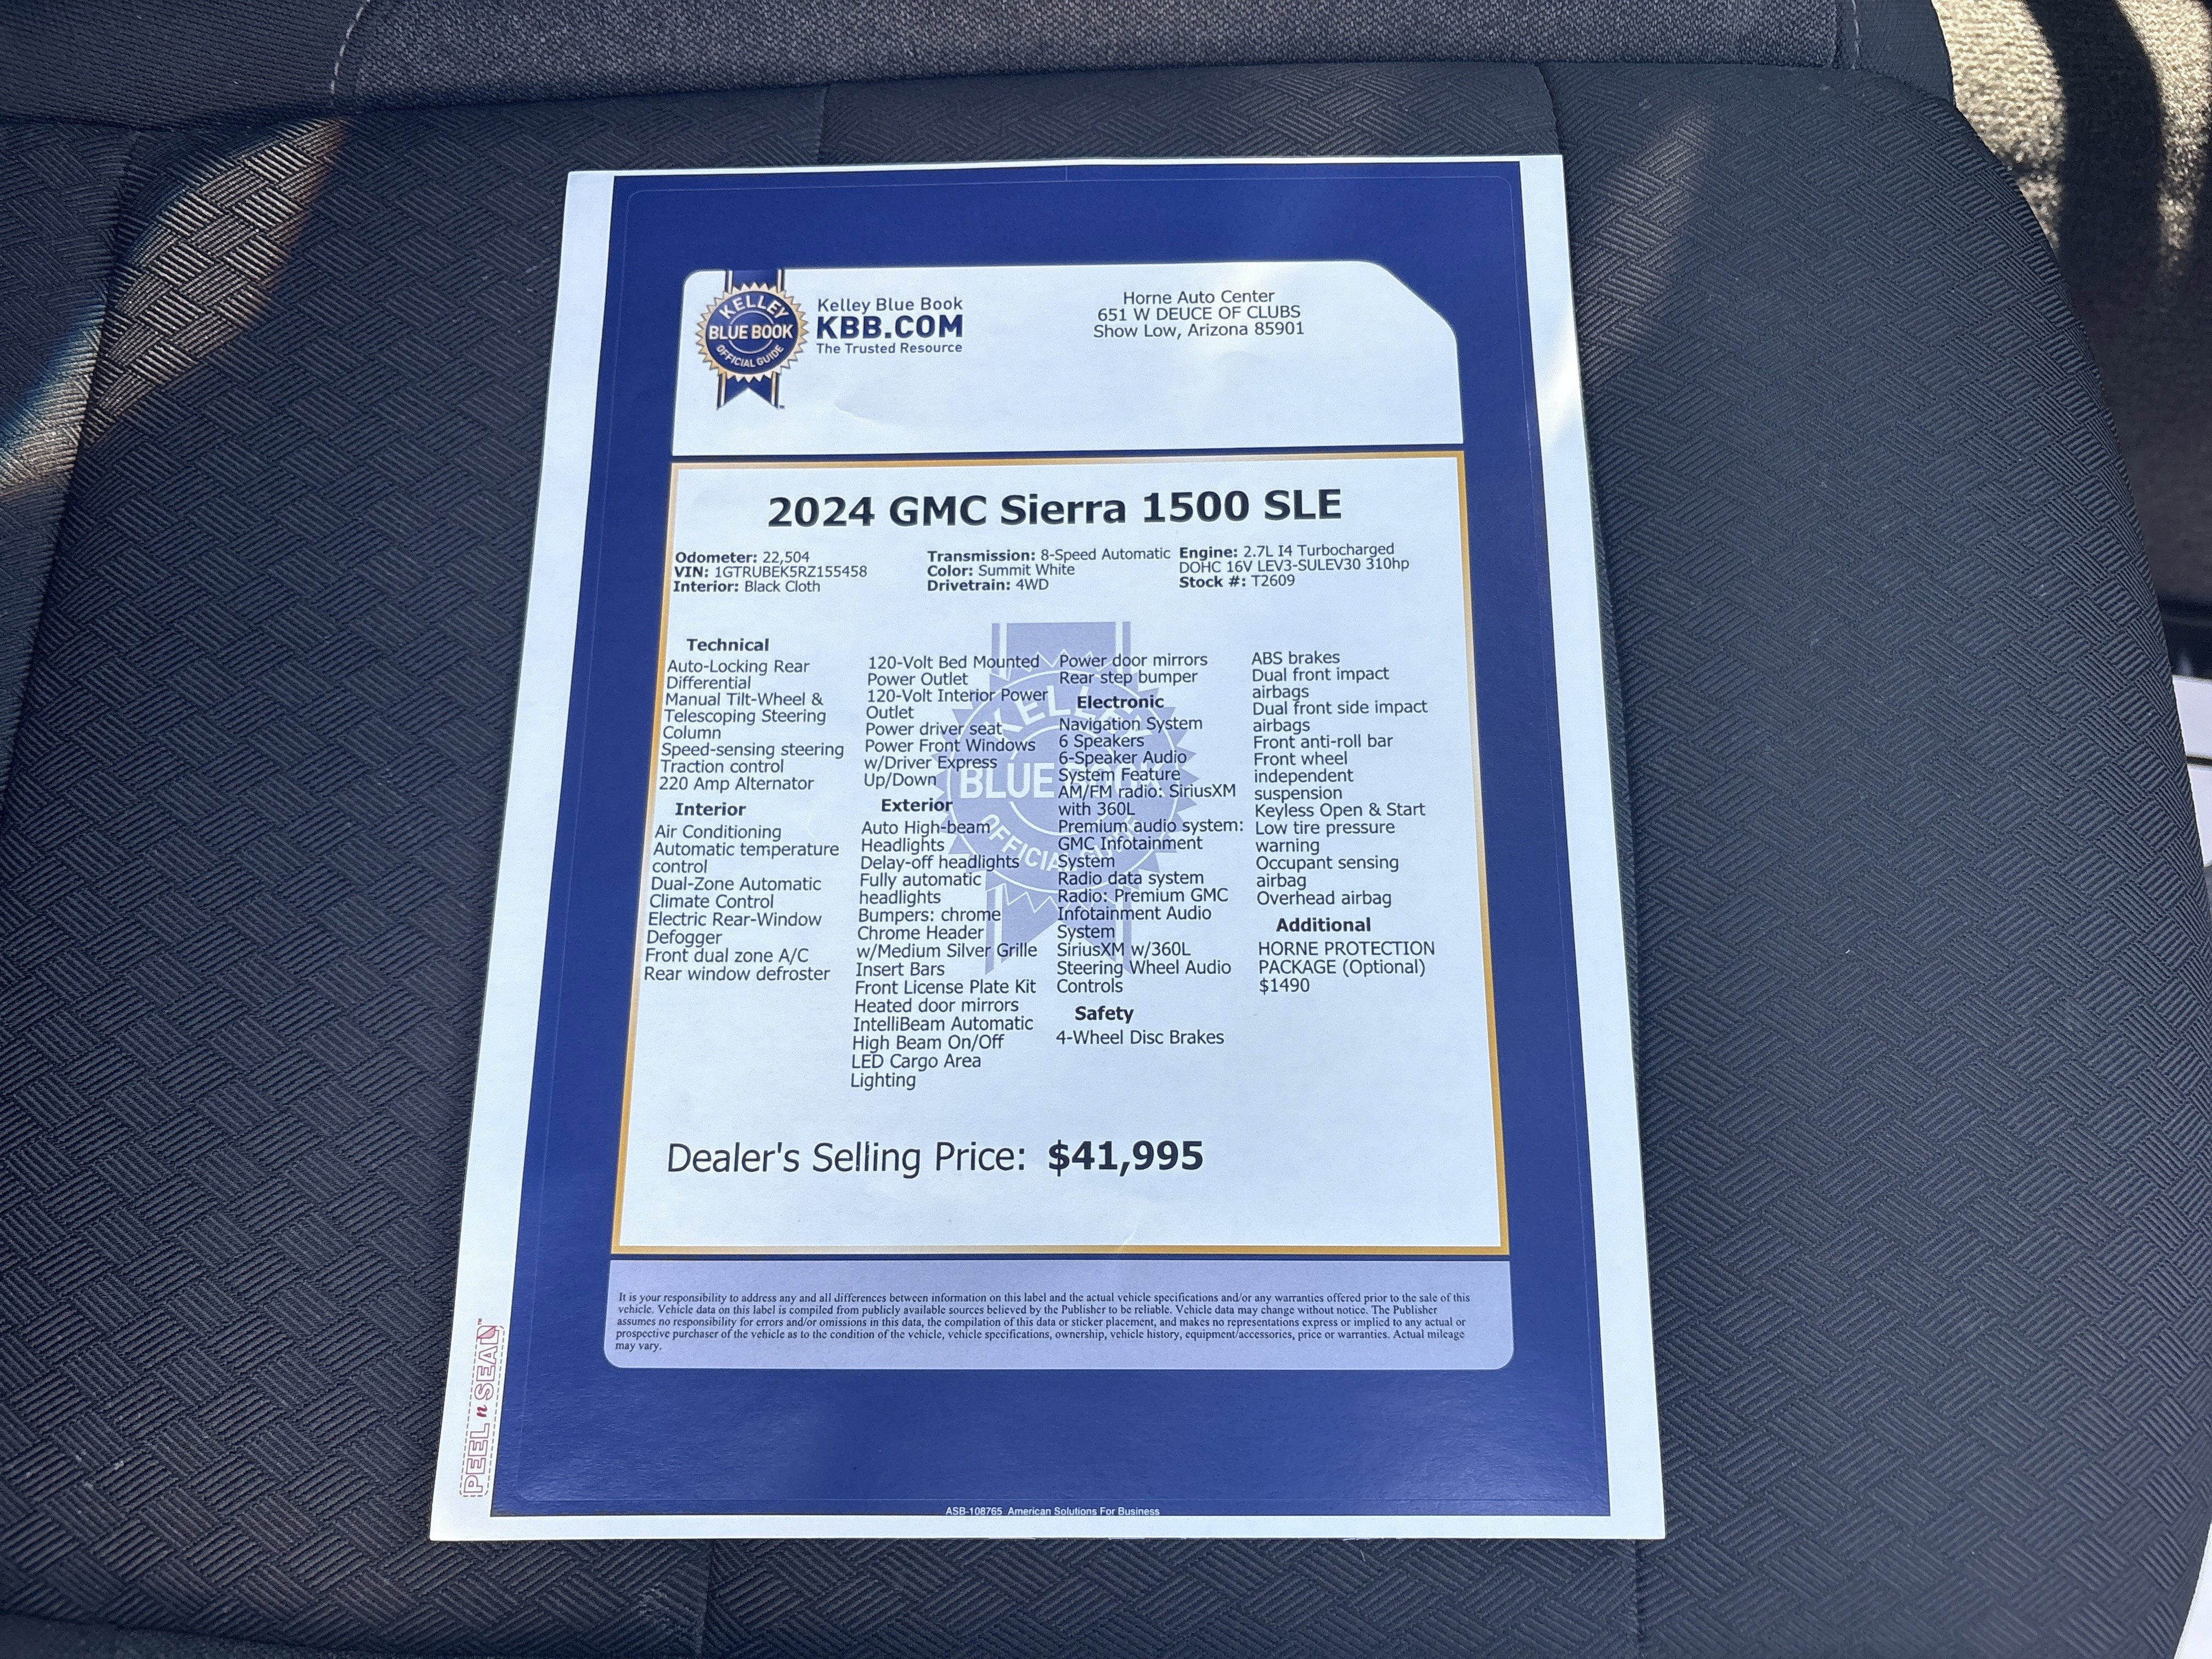 KELLEY
BLUE BOOK
OFFICIAL GUIDE
Kelley Blue Book
KBB.COM
The Trusted Resource
Horne Auto Center
651 W DEUCE OF CLUBS
Show Low, Arizona 85901
2024 GMC Sierra 1500 SLE
Odometer: 22,504
VIN: 1GTRUBEK5RZ155458
Interior: Black Cloth
Transmission: 8-Speed Automatic
Color: Summit White
Drivetrain: 4WD
Engine: 2.7L I4 Turbocharged
DOHC 16V LEV3-SULEV30 310hp
Stock #: T2609
Technical
Auto-Locking Rear
Differential
Manual Tilt-Wheel &
Telescoping Steering
Column
Speed-sensing steering
Traction control
220 Amp Alternator
Interior
Air Conditioning
Automatic temperature
control
Dual-Zone Automatic
Climate Control
Electric Rear-Window
Defogger
Front dual zone A/C
Rear window defroster
120-Volt Bed Mounted
Power Outlet
120-Volt Interior Power
Outlet
Power driver seat
Power Front Windows
w/Driver Express
Up/Down
Exterior
Auto High-beam
Headlights
Delay-off headlights
Fully automatic
headlights
Bumpers: chrome
Chrome Header
w/Medium Silver Grille
Insert Bars
Front License Plate Kit
Heated door mirrors
IntelliBeam Automatic
High Beam On/Off
LED Cargo Area
Lighting
Power door mirrors
Rear step bumper
Electronic
Navigation System
6 Speakers
6-Speaker Audio
System Feature
AM/FM radio: SiriusXM
with 360L
Premium audio system:
GMC Infotainment
System
Radio data system
Radio: Premium GMC
Infotainment Audio
System
SiriusXM w/360L
Steering Wheel Audio
Controls
Safety
4-Wheel Disc Brakes
ABS brakes
Dual front impact
airbags
Dual front side impact
airbags
Front anti-roll bar
Front wheel
independent
suspension
Keyless Open & Start
Low tire pressure
warning
Occupant sensing
airbag
Overhead airbag
Additional
HORNE PROTECTION
PACKAGE (Optional)
$1490
KELLEY
BLUE BOOK
OFFICIAL GUIDE
Dealer's Selling Price: $41,995
It is your responsibility to address any and all differences between information on this label and the actual vehicle specifications and/or any warranties offered prior to the sale of this
vehicle. Vehicle data on this label is compiled from publicly available sources believed by the Publisher to be reliable. Vehicle data may change without notice. The Publisher
assumes no responsibility for errors and/or omissions in this data, the compilation of this data or sticker placement, and makes no representations express or implied to any actual or
prospective purchaser of the vehicle as to the condition of the vehicle, vehicle specifications, ownership, vehicle history, equipment/accessories, price or warranties. Actual mileage
may vary.
PEEL n SEAL™
ASB-108765 American Solutions For Business